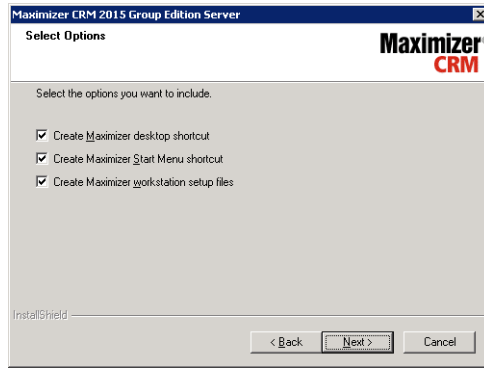 Maximizer CRM 2015 Group Edition Server
Select Options
Maximizer
CRM
Select the options you want to include.
Create Maximizer desktop shortcut
Create Maximizer Start Menu shortcut
Create Maximizer workstation setup files
InstallShield
< Back
Next >
Cancel